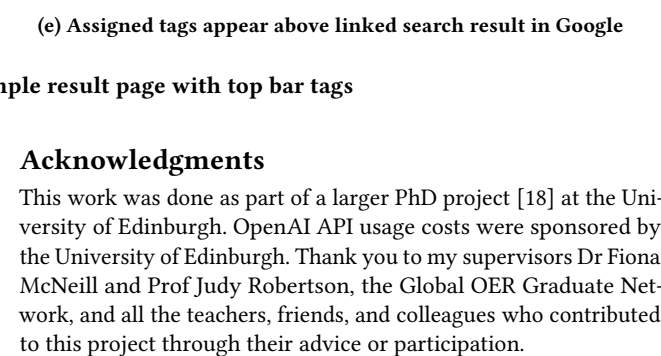 (e) Assigned tags appear above linked search result in Google
result page with top bar tags
Acknowledgments
This work was done as part of a larger PhD project [18] at the Uni-
versity of Edinburgh. OpenAI API usage costs were sponsored by
the University of Edinburgh. Thank you to my supervisors Dr Fiona
McNeill and Prof Judy Robertson, the Global OER Graduate Net-
work, and all the teachers, friends, and colleagues who contributed
to this project through their advice or participation.